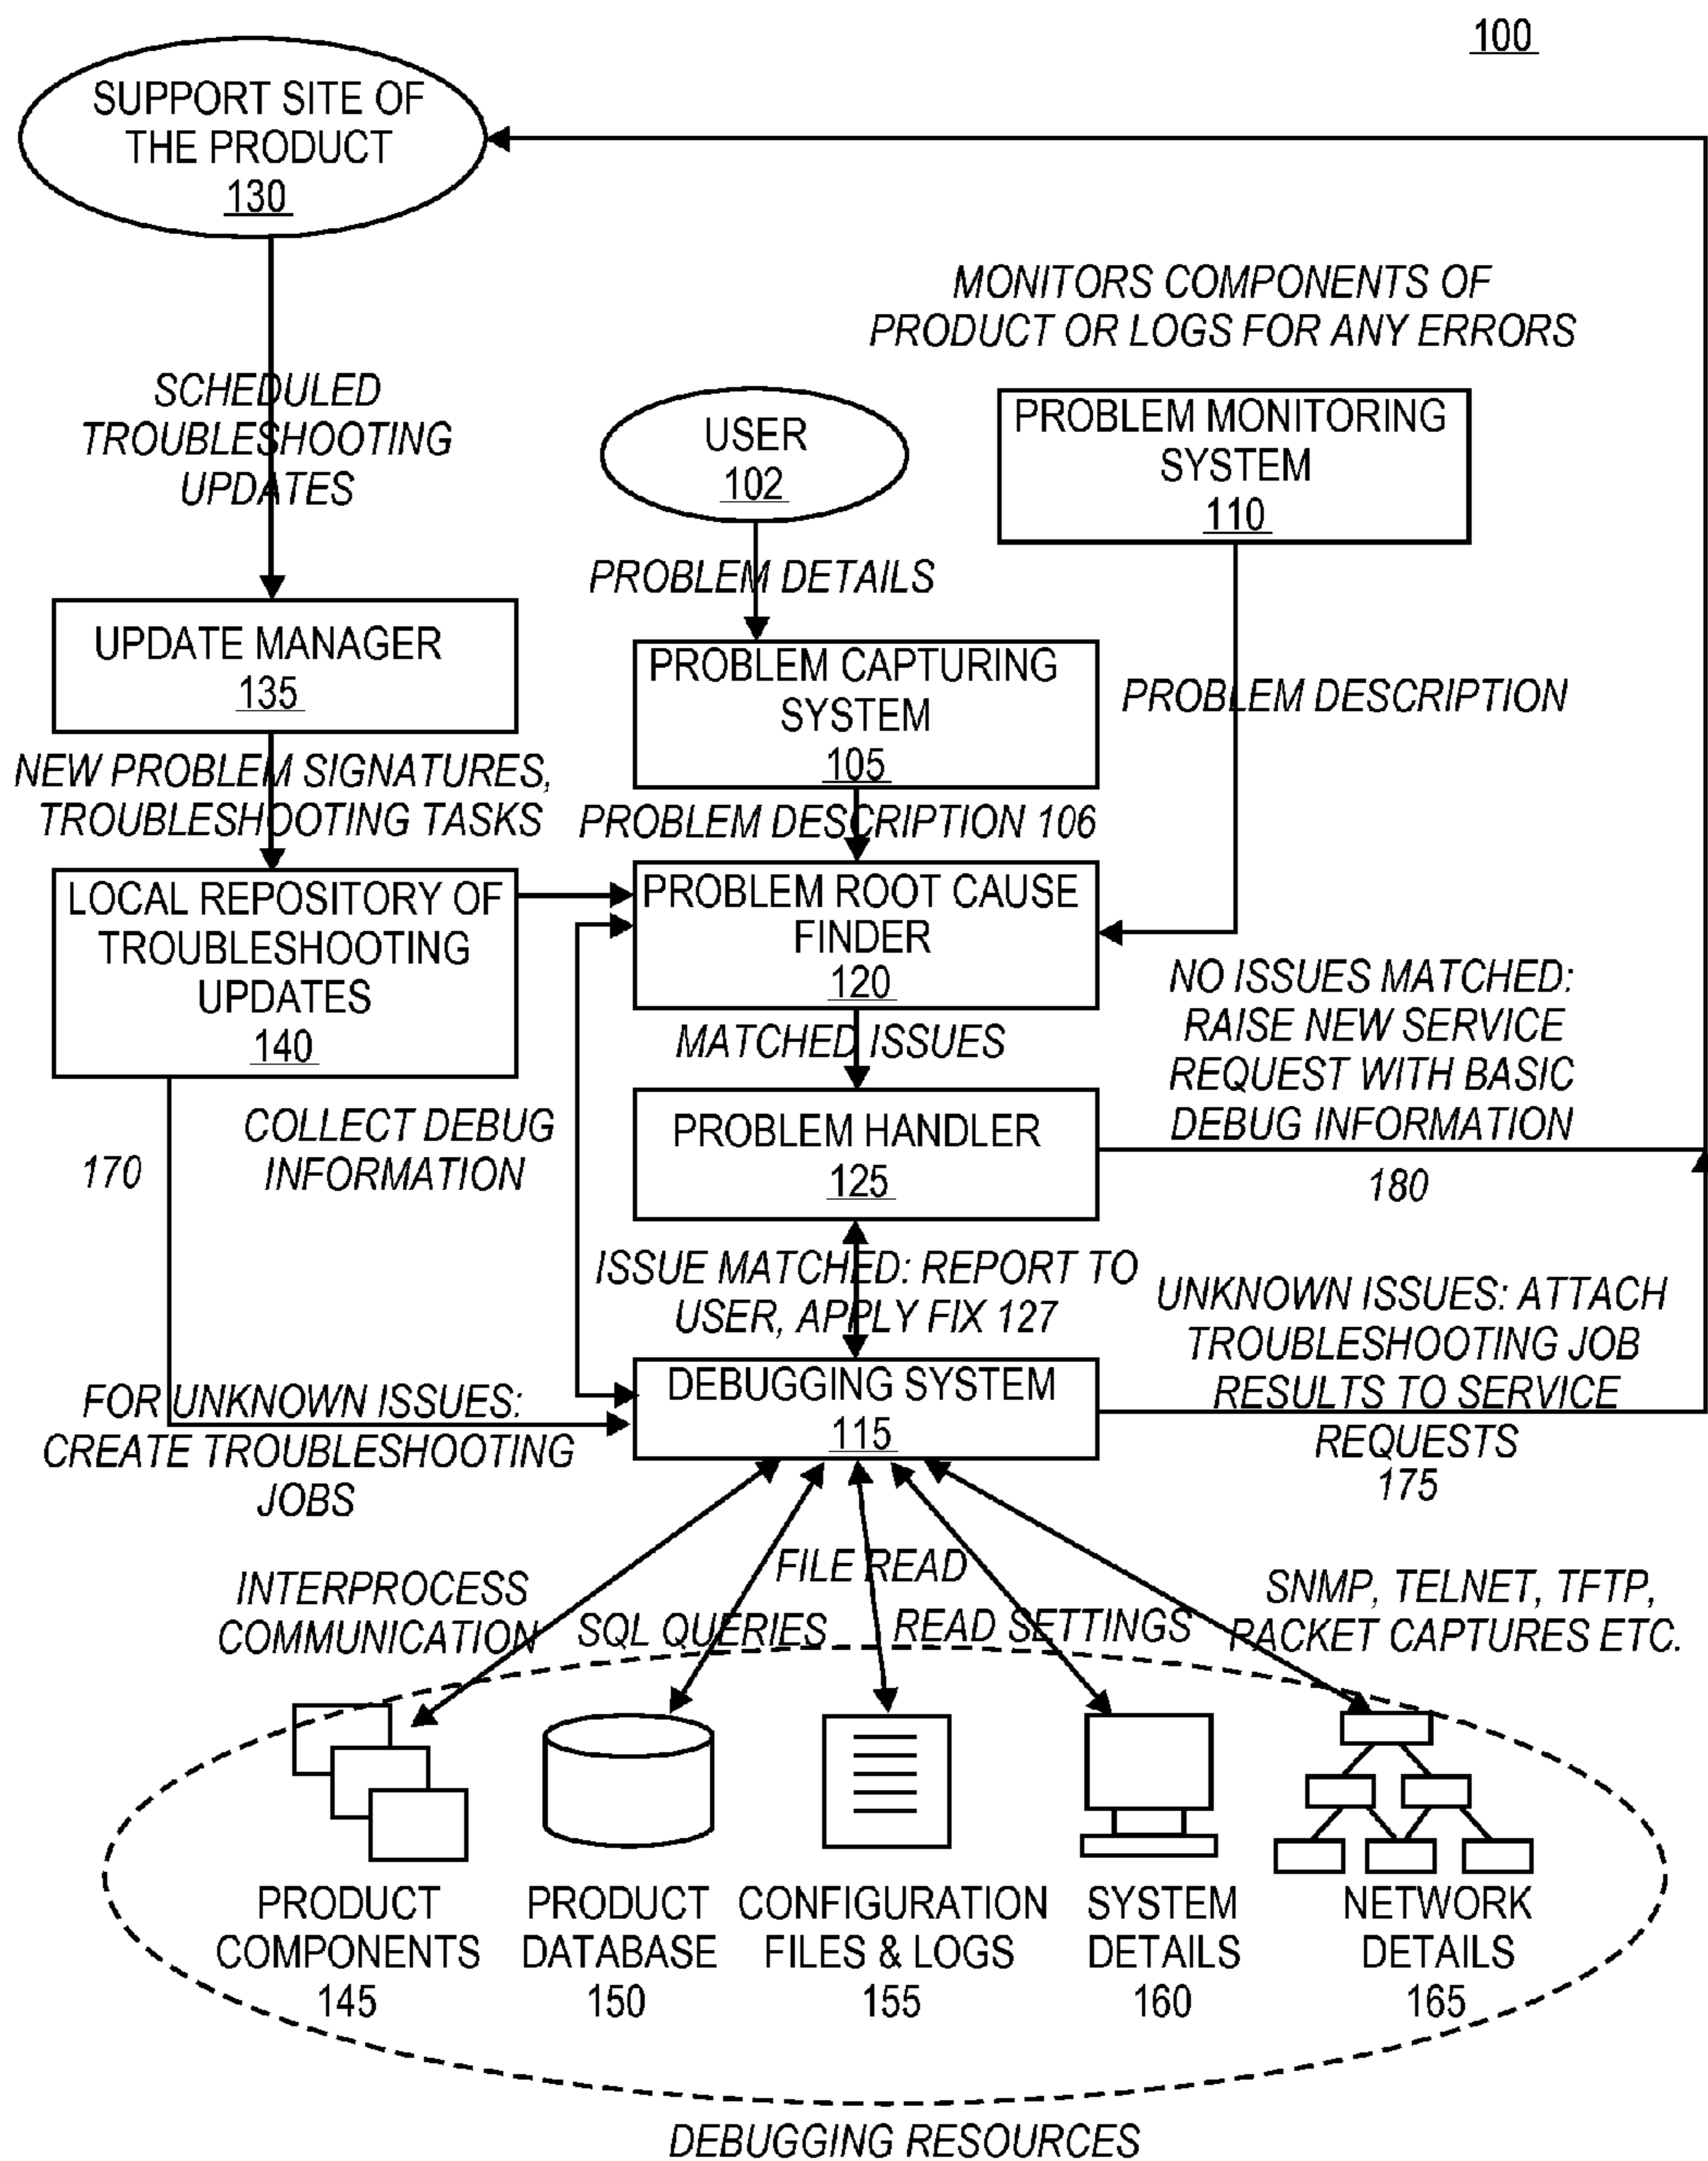 100
SUPPORT SITE OF
THE PRODUCT
130
MONITORS COMPONENTS OF
PRODUCT OR LOGS FOR ANY ERRORS
SCHEDULED
TROUBLESHOOTING
UPDATES
USER
102
PROBLEM MONITORING
SYSTEM
110
PROBLEM DETAILS
UPDATE MANAGER
135
PROBLEM CAPTURING
SYSTEM
105
PROBLEM DESCRIPTION
NEW PROBLEM SIGNATURES,
TROUBLESHOOTING TASKS
PROBLEM DESCRIPTION 106
LOCAL REPOSITORY OF
TROUBLESHOOTING
UPDATES
140
PROBLEM ROOT CAUSE
FINDER
120
MATCHED ISSUES
NO ISSUES MATCHED:
RAISE NEW SERVICE
REQUEST WITH BASIC
DEBUG INFORMATION
180
COLLECT DEBUG
INFORMATION
170
PROBLEM HANDLER
125
ISSUE MATCHED: REPORT TO
USER, APPLY FIX 127
UNKNOWN ISSUES: ATTACH
TROUBLESHOOTING JOB
RESULTS TO SERVICE
REQUESTS
175
FOR UNKNOWN ISSUES:
CREATE TROUBLESHOOTING
JOBS
DEBUGGING SYSTEM
115
INTERPROCESS
COMMUNICATION
SQL QUERIES
FILE READ
READ SETTINGS
SNMP, TELNET, TFTP,
PACKET CAPTURES ETC.
PRODUCT
COMPONENTS
145
PRODUCT
DATABASE
150
CONFIGURATION
FILES & LOGS
155
SYSTEM
DETAILS
160
NETWORK
DETAILS
165
DEBUGGING RESOURCES